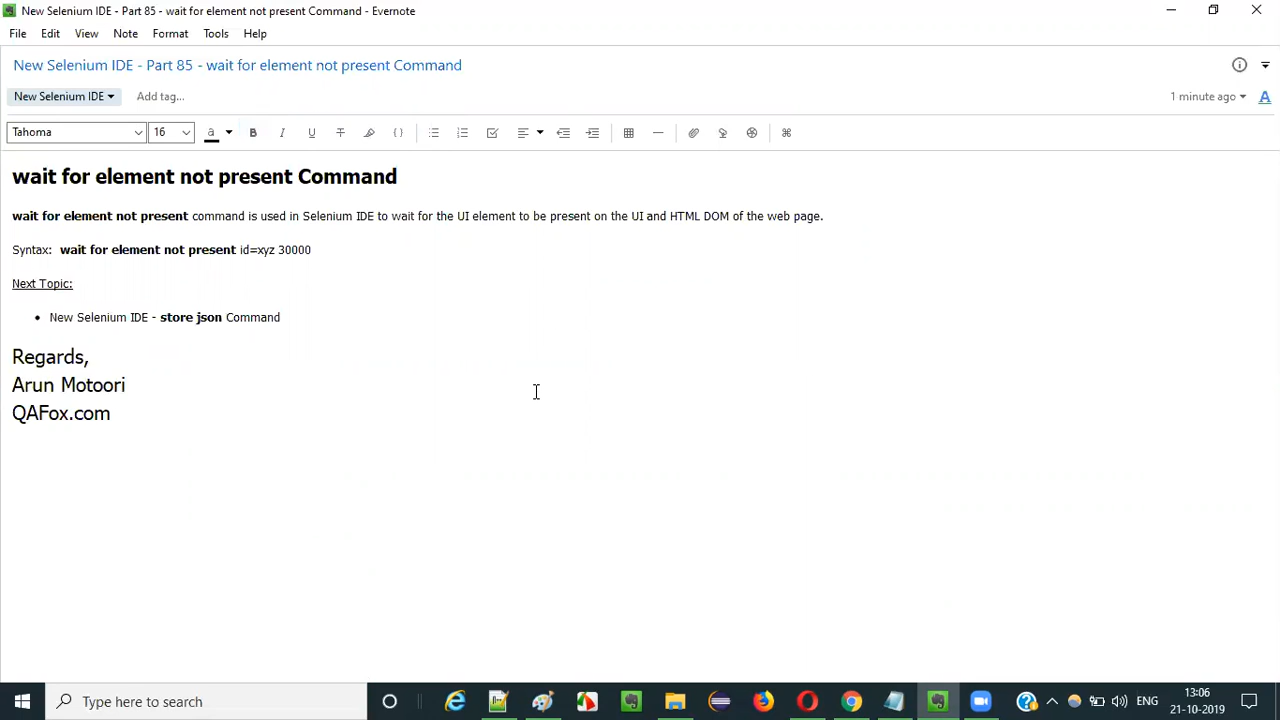 New Selenium IDE - Part 85 - wait for element not present Command - Evernote
File Edit View Note Format Tools Help
New Selenium IDE - Part 85 - wait for element not present Command
New Selenium IDE Add tag... 1 minute ago
Tahoma 16
wait for element not present Command
wait for element not present command is used in Selenium IDE to wait for the UI element to be present on the UI and HTML DOM of the web page.
Syntax: wait for element not present id=xyz 30000
Next Topic:
• New Selenium IDE - store json Command
Regards,
Arun Motoori
QAFox.com
Type here to search
ENG
13:06
21-10-2019